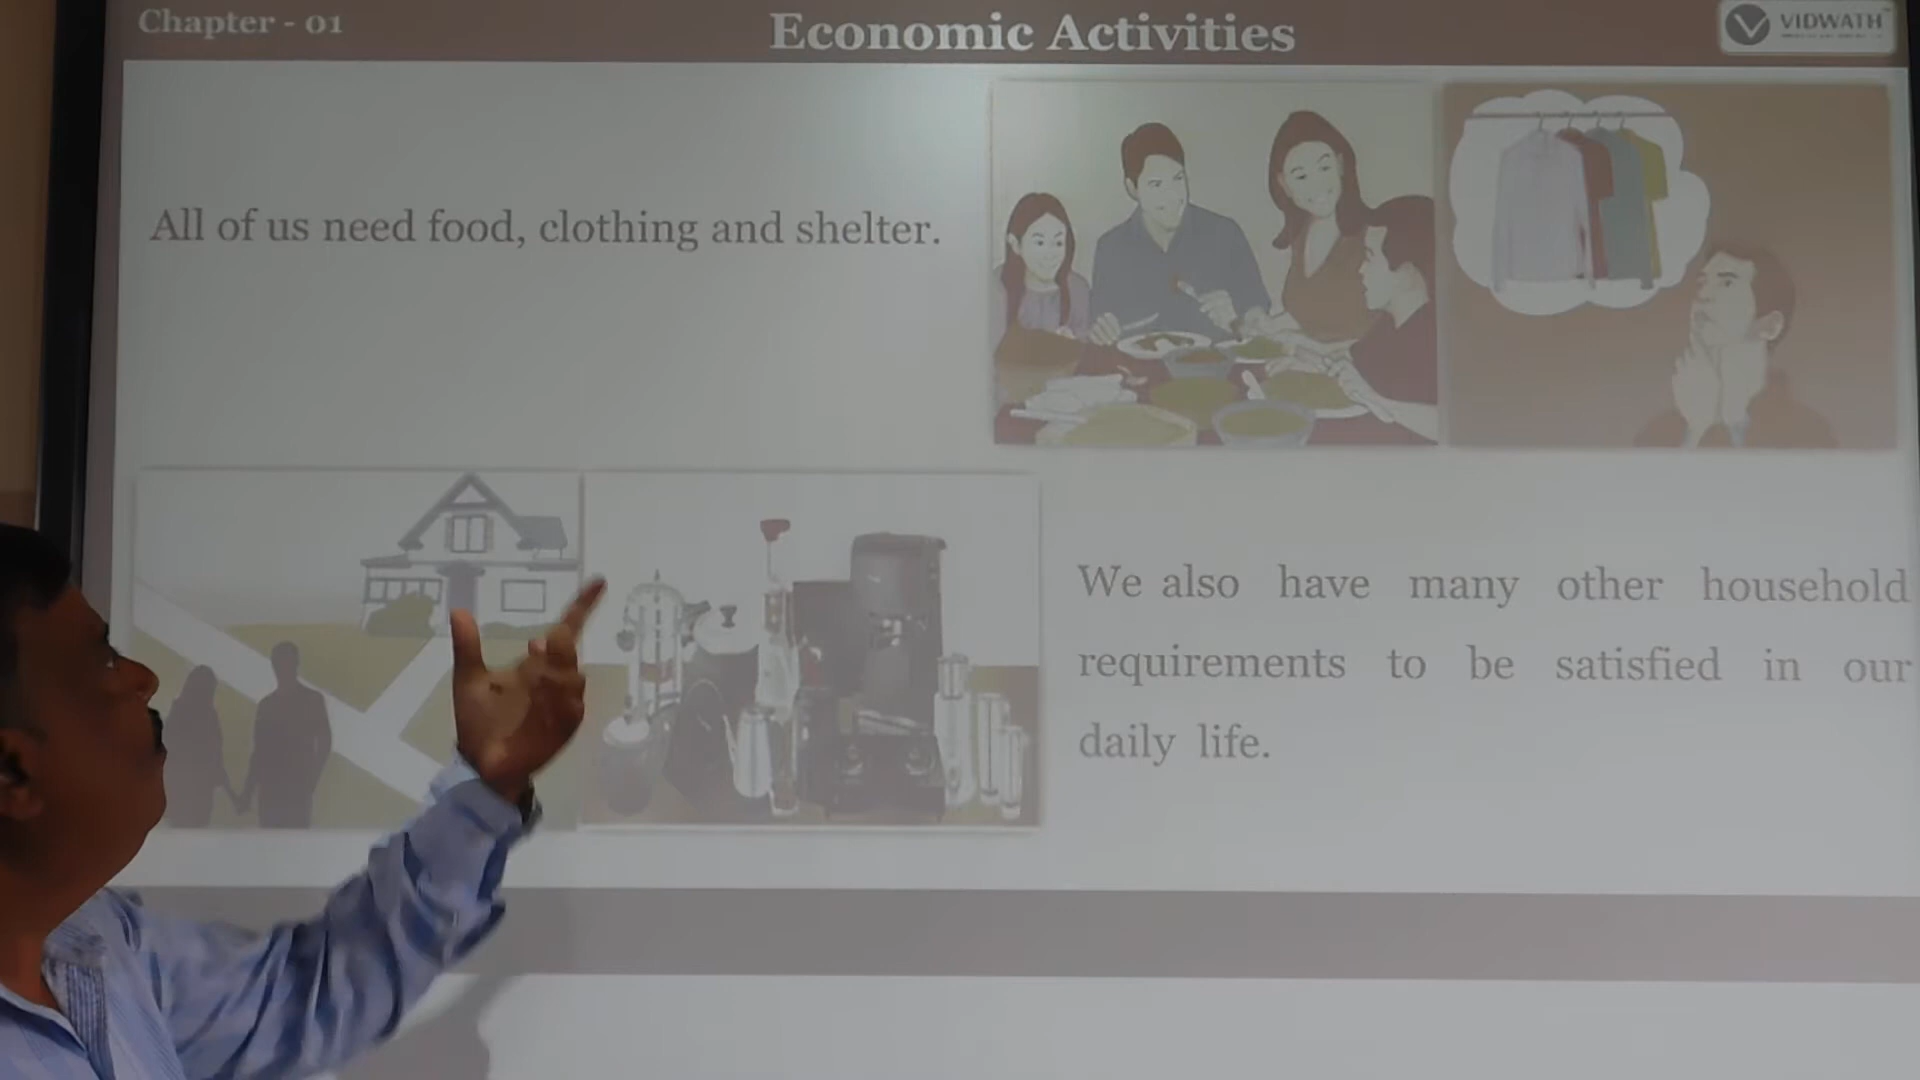 Chapter - 01
Economic Activities
VIDWATH
All of us need food, clothing and shelter.
We also have many other household
requirements to be satisfied in our
daily life.